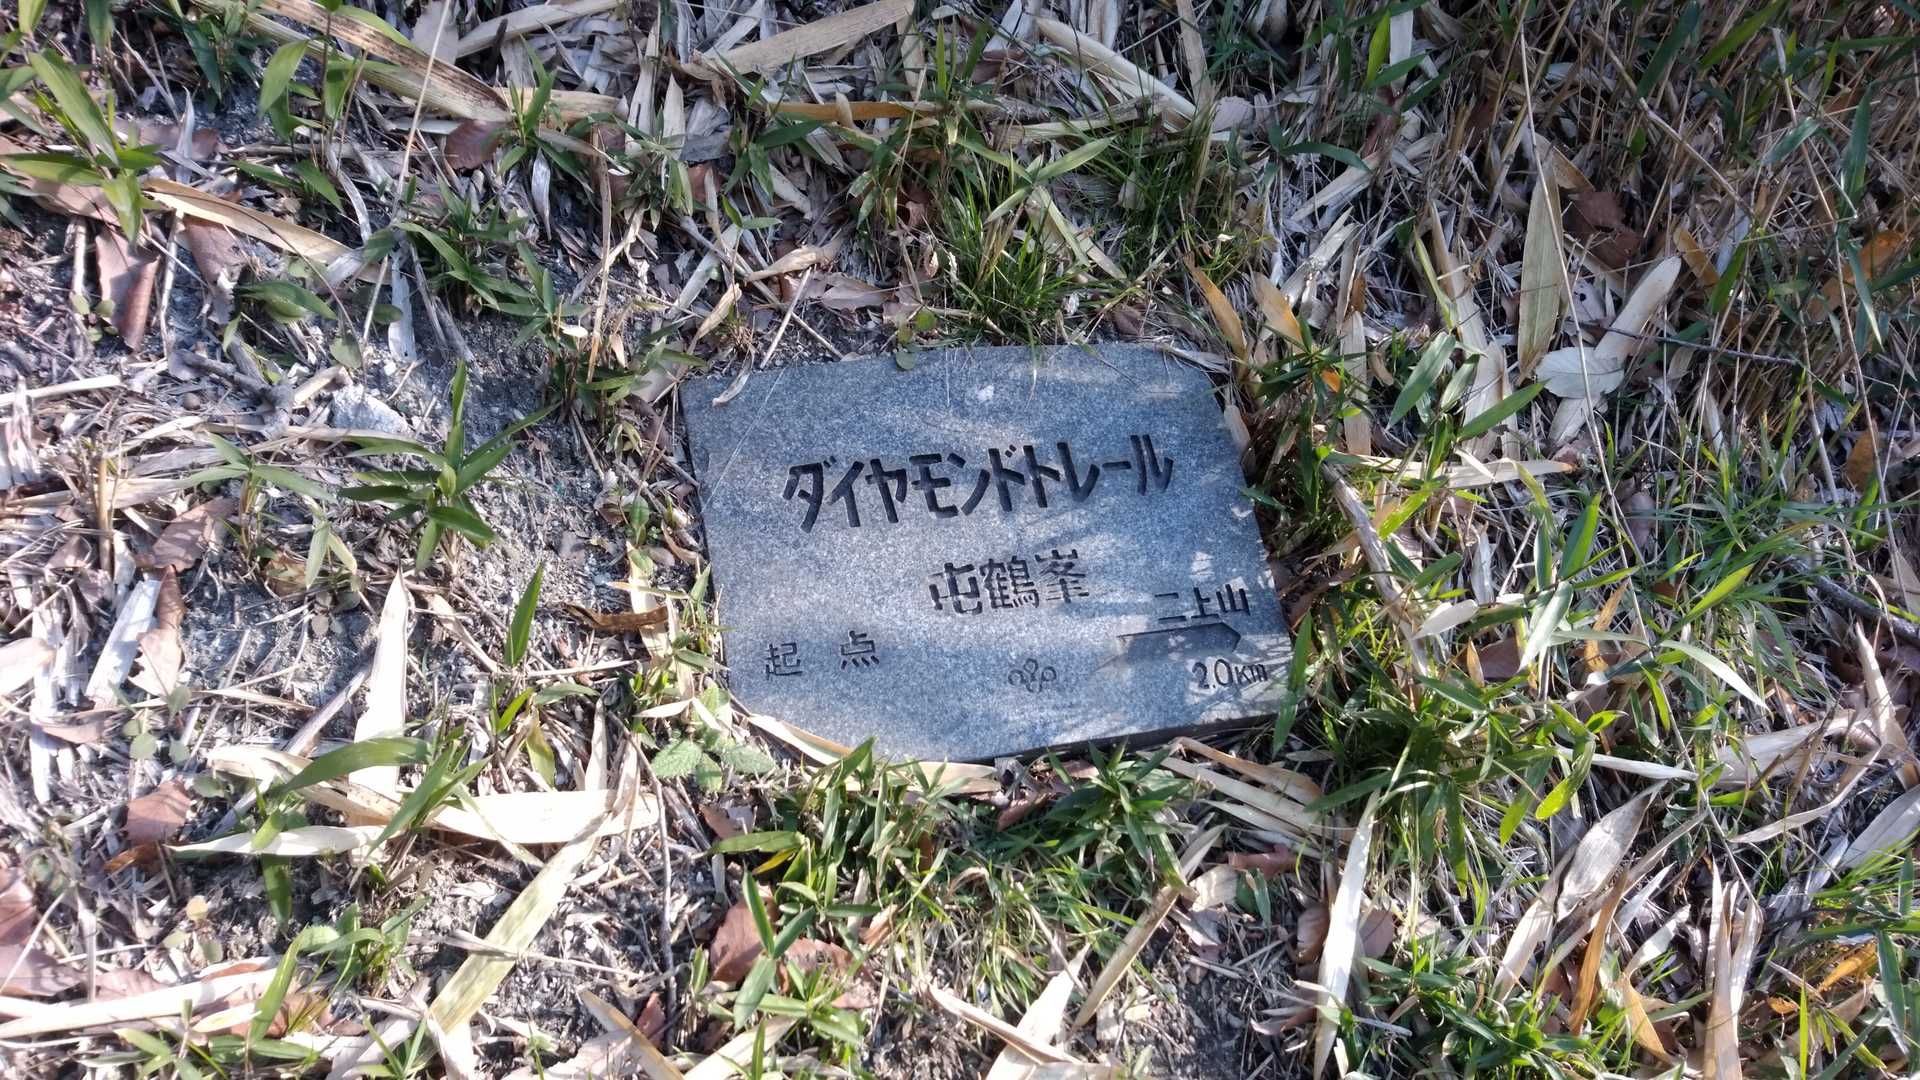 ダイヤモンドトレール
屯鶴峯
二上山
起点
2.0Km